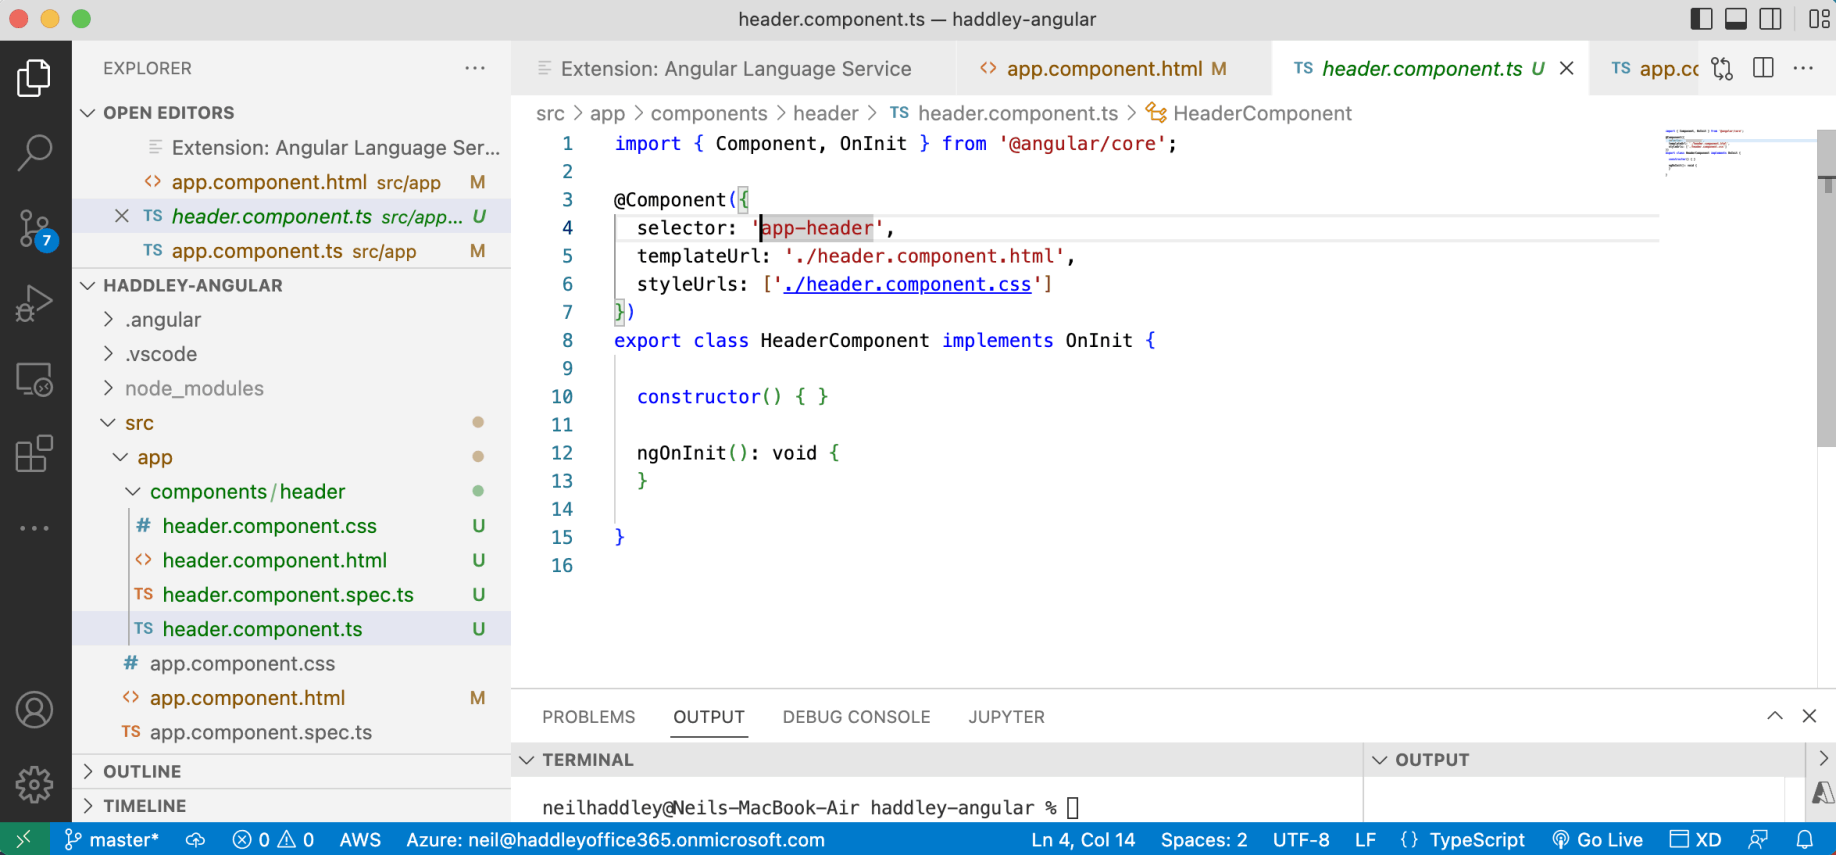 header.component.ts — haddley-angular
EXPLORER
OPEN EDITORS
Extension: Angular Language Ser...
<> app.component.html src/app M
TS header.component.ts src/app... U
TS app.component.ts src/app M
7
HADDLEY-ANGULAR
.angular
.vscode
node_modules
src
app
components/header
# header.component.css U
<> header.component.html U
TS header.component.spec.ts U
TS header.component.ts U
# app.component.css
<> app.component.html M
TS app.component.spec.ts
OUTLINE
TIMELINE
Extension: Angular Language Service
<> app.component.html M
TS header.component.ts U
TS app.co
src > app > components > header > TS header.component.ts > HeaderComponent
1 import { Component, OnInit } from '@angular/core';
2
3 @Component({
4 selector: 'app-header',
5 templateUrl: './header.component.html',
6 styleUrls: ['./header.component.css']
7 })
8 export class HeaderComponent implements OnInit {
9
10 constructor() { }
11
12 ngOnInit(): void {
13 }
14
15 }
16
PROBLEMS OUTPUT DEBUG CONSOLE JUPYTER
TERMINAL
OUTPUT
neilhaddley@Neils-MacBook-Air haddley-angular %
master* 0 0 AWS Azure: neil@haddleyoffice365.onmicrosoft.com Ln 4, Col 14 Spaces: 2 UTF-8 LF {} TypeScript Go Live XD